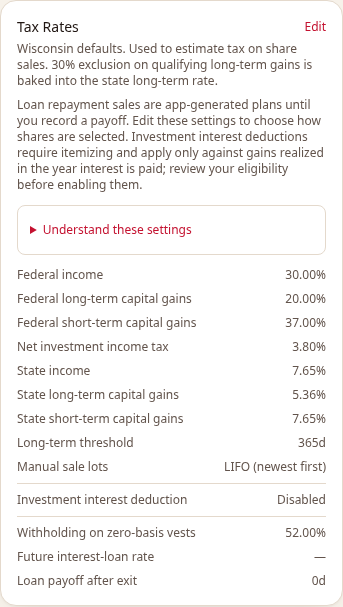 Tax Rates
Edit
Wisconsin defaults. Used to estimate tax on share
sales. 30% exclusion on qualifying long-term gains is
baked into the state long-term rate.
Loan repayment sales are app-generated plans until
you record a payoff. Edit these settings to choose how
shares are selected. Investment interest deductions
require itemizing and apply only against gains realized
in the year interest is paid; review your eligibility
before enabling them.
▶ Understand these settings
Federal income 30.00%
Federal long-term capital gains 20.00%
Federal short-term capital gains 37.00%
Net investment income tax 3.80%
State income 7.65%
State long-term capital gains 5.36%
State short-term capital gains 7.65%
Long-term threshold 365d
Manual sale lots LIFO (newest first)
Investment interest deduction Disabled
Withholding on zero-basis vests 52.00%
Future interest-loan rate —
Loan payoff after exit 0d